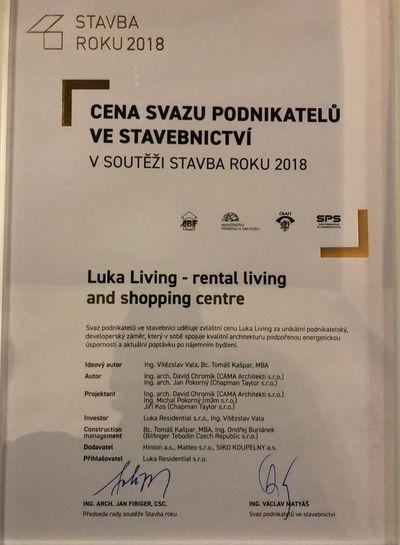 STAVBA
ROKU 2018
CENA SVAZU PODNIKATELŮ
VE STAVEBNICTVÍ
V SOUTĚŽI STAVBA ROKU 2018
ABF
MINISTERSTVO
PRŮMYSLU A OBCHODU
ČKAIT
SPS
Luka Living - rental living
and shopping centre
Svaz podnikatelů ve stavebnici uděluje zvláštní cenu Luka Living za unikátní podnikatelský,
developerský záměr, který v sobě spojuje kvalitní architekturu podpořenou energetickou
úsporností a aktuální poptávku po nájemním bydlení.
Ideový autor Ing. Vítězslav Vala, Bc. Tomáš Kašpar, MBA
Autor Ing. arch. David Chromík (CAMA Architekti s.r.o.)
Ing. arch. Jan Pokorný (Chapman Taylor s.r.o.)
Projektant Ing. arch. David Chromík (CAMA Architekti s.r.o.)
Ing. Michal Pokorný (m3m s.r.o.)
Jiří Kos (Chapman Taylor s.r.o.)
Investor Luka Residential s.r.o., Ing. Vítězslav Vala
Construction Bc. Tomáš Kašpar, MBA, Ing. Ondřej Buriánek
management (Bilfinger Tebodin Czech Republic s.r.o.)
Dodavatel Hinton a.s., Matteo s.r.o., SIKO KOUPELNY a.s.
Přihlašovatel Luka Residential s.r.o.
ING. ARCH. JAN FIBIGER, CSC. ING. VÁCLAV MATYÁŠ
Předseda rady soutěže Stavba roku Svaz podnikatelů ve stavebnictví